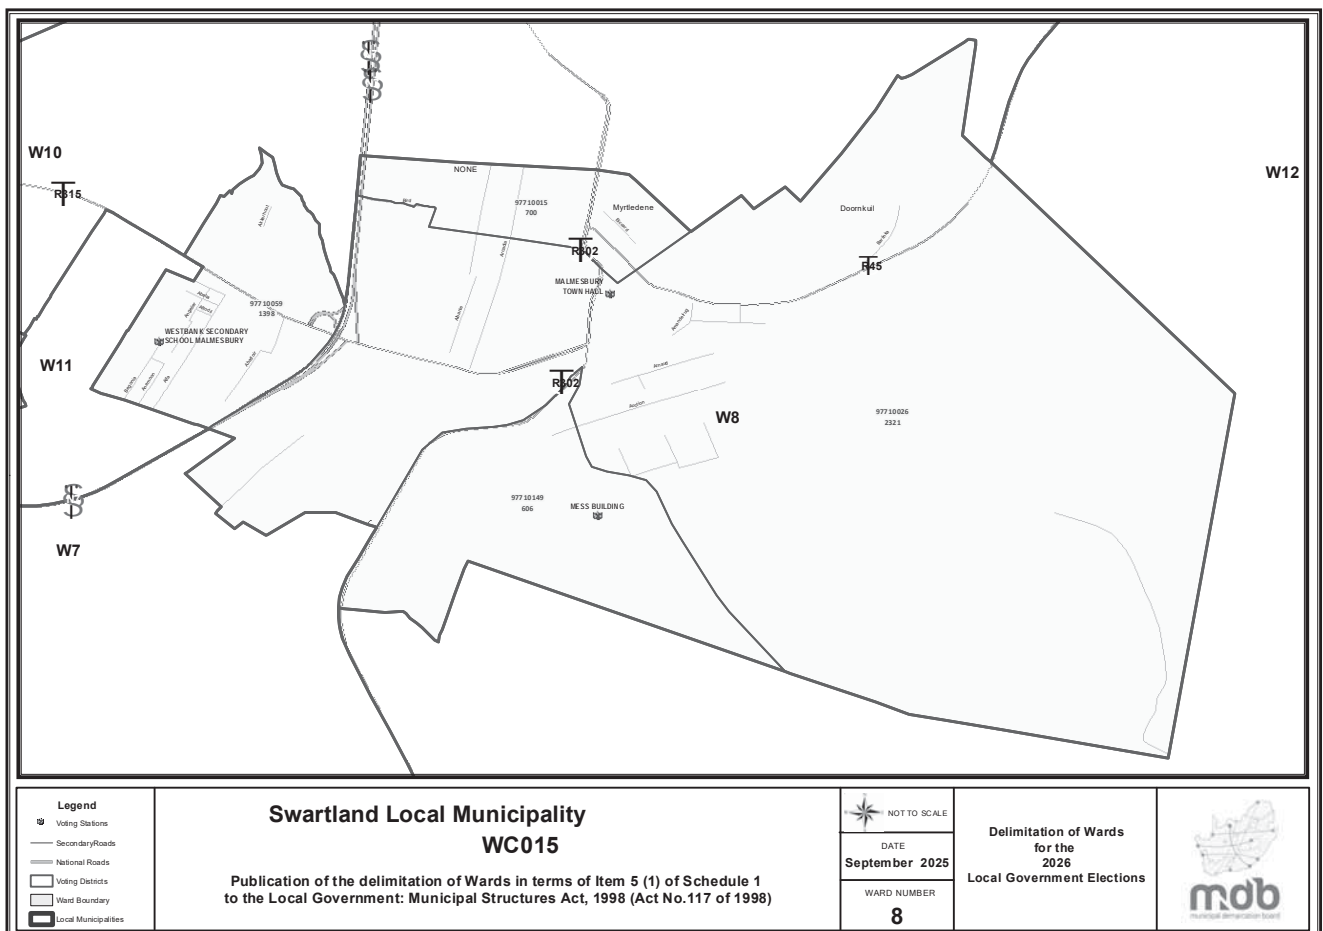 W10
R315
NONE
97710015
700
Myrtledene
Doornkuil
W12
R302
R45
MALMESBURY
TOWN HALL
97710059
1398
WESTBANK SECONDARY
SCHOOL MALMESBURY
W11
R302
W8
97710026
2321
97710149
606
MESS BUILDING
W7
Legend
Voting Stations
SecondaryRoads
National Roads
Voting Districts
Ward Boundary
Local Municipalities
Swartland Local Municipality
WC015
Publication of the delimitation of Wards in terms of Item 5 (1) of Schedule 1
to the Local Government: Municipal Structures Act, 1998 (Act No.117 of 1998)
NOT TO SCALE
DATE
September 2025
WARD NUMBER
8
Delimitation of Wards
for the
2026
Local Government Elections
mdb
municipal demarcation board